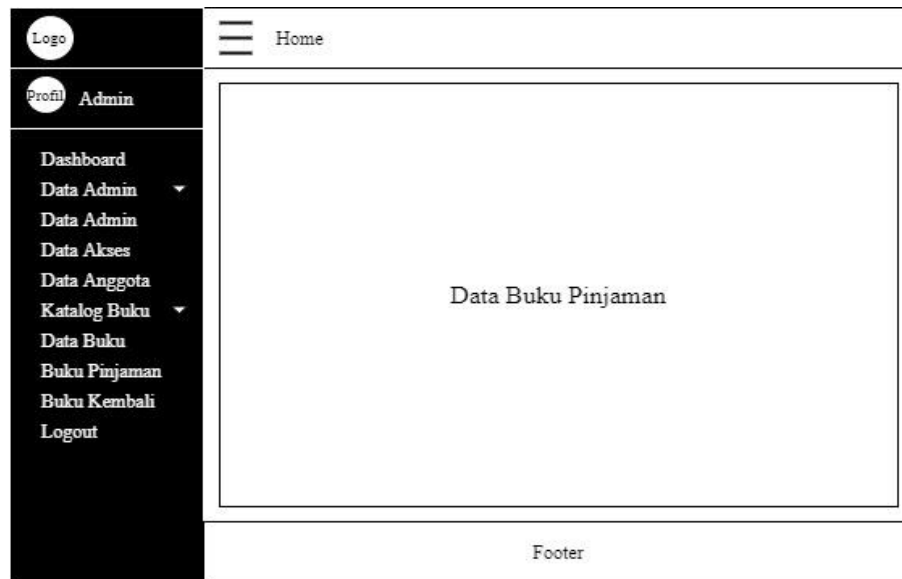 Logo
Home
Profil
Admin
Dashboard
Data Admin
Data Admin
Data Akses
Data Anggota
Katalog Buku
Data Buku
Buku Pinjaman
Buku Kembali
Logout
Data Buku Pinjaman
Footer